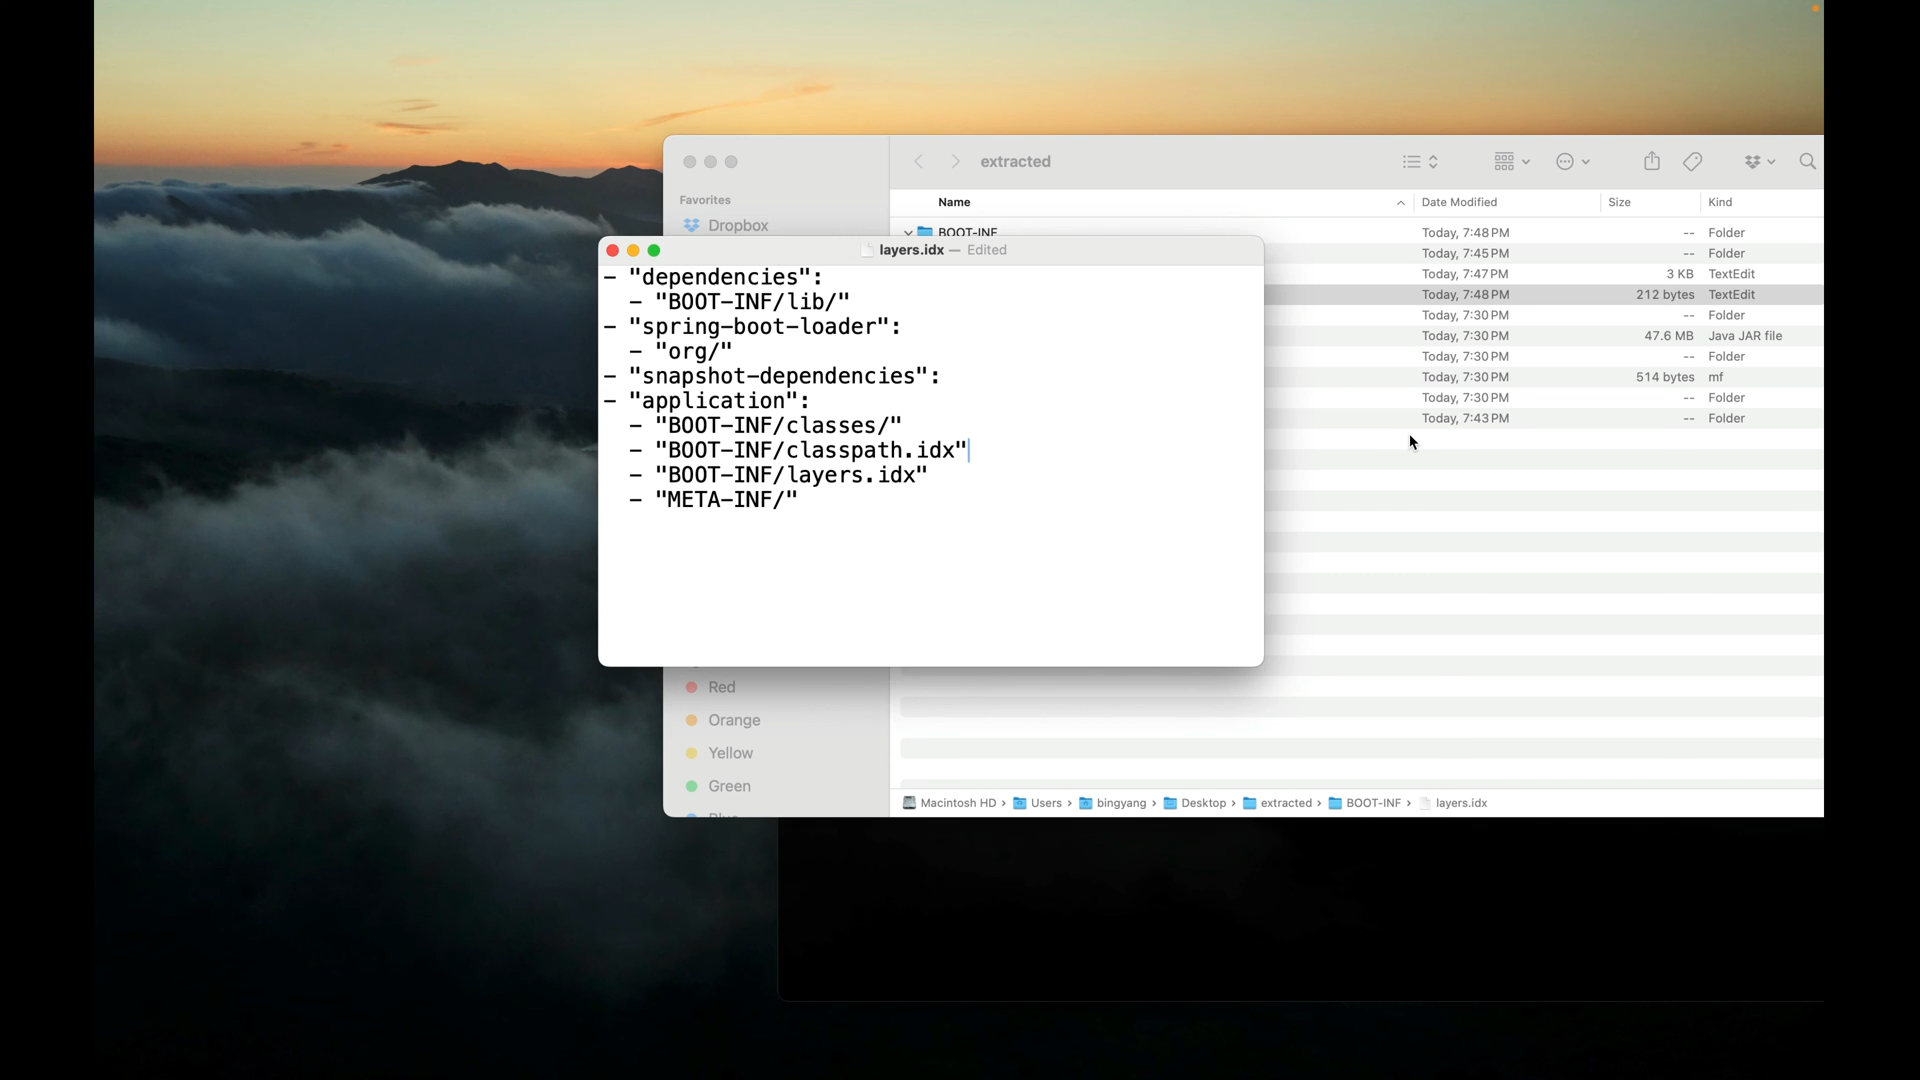 extracted
Favorites
Dropbox
Name
Date Modified
Size
Kind
BOOT-INF
Today, 7:48 PM -- Folder
Today, 7:45 PM -- Folder
Today, 7:47 PM 3 KB TextEdit
Today, 7:48 PM 212 bytes TextEdit
Today, 7:30 PM -- Folder
Today, 7:30 PM 47.6 MB Java JAR file
Today, 7:30 PM -- Folder
Today, 7:30 PM 514 bytes mf
Today, 7:30 PM -- Folder
Today, 7:43 PM -- Folder
layers.idx — Edited
- "dependencies":
  - "BOOT-INF/lib/"
- "spring-boot-loader":
  - "org/"
- "snapshot-dependencies":
- "application":
  - "BOOT-INF/classes/"
  - "BOOT-INF/classpath.idx"
  - "BOOT-INF/layers.idx"
  - "META-INF/"
Red
Orange
Yellow
Green
Macintosh HD › Users › bingyang › Desktop › extracted › BOOT-INF › layers.idx